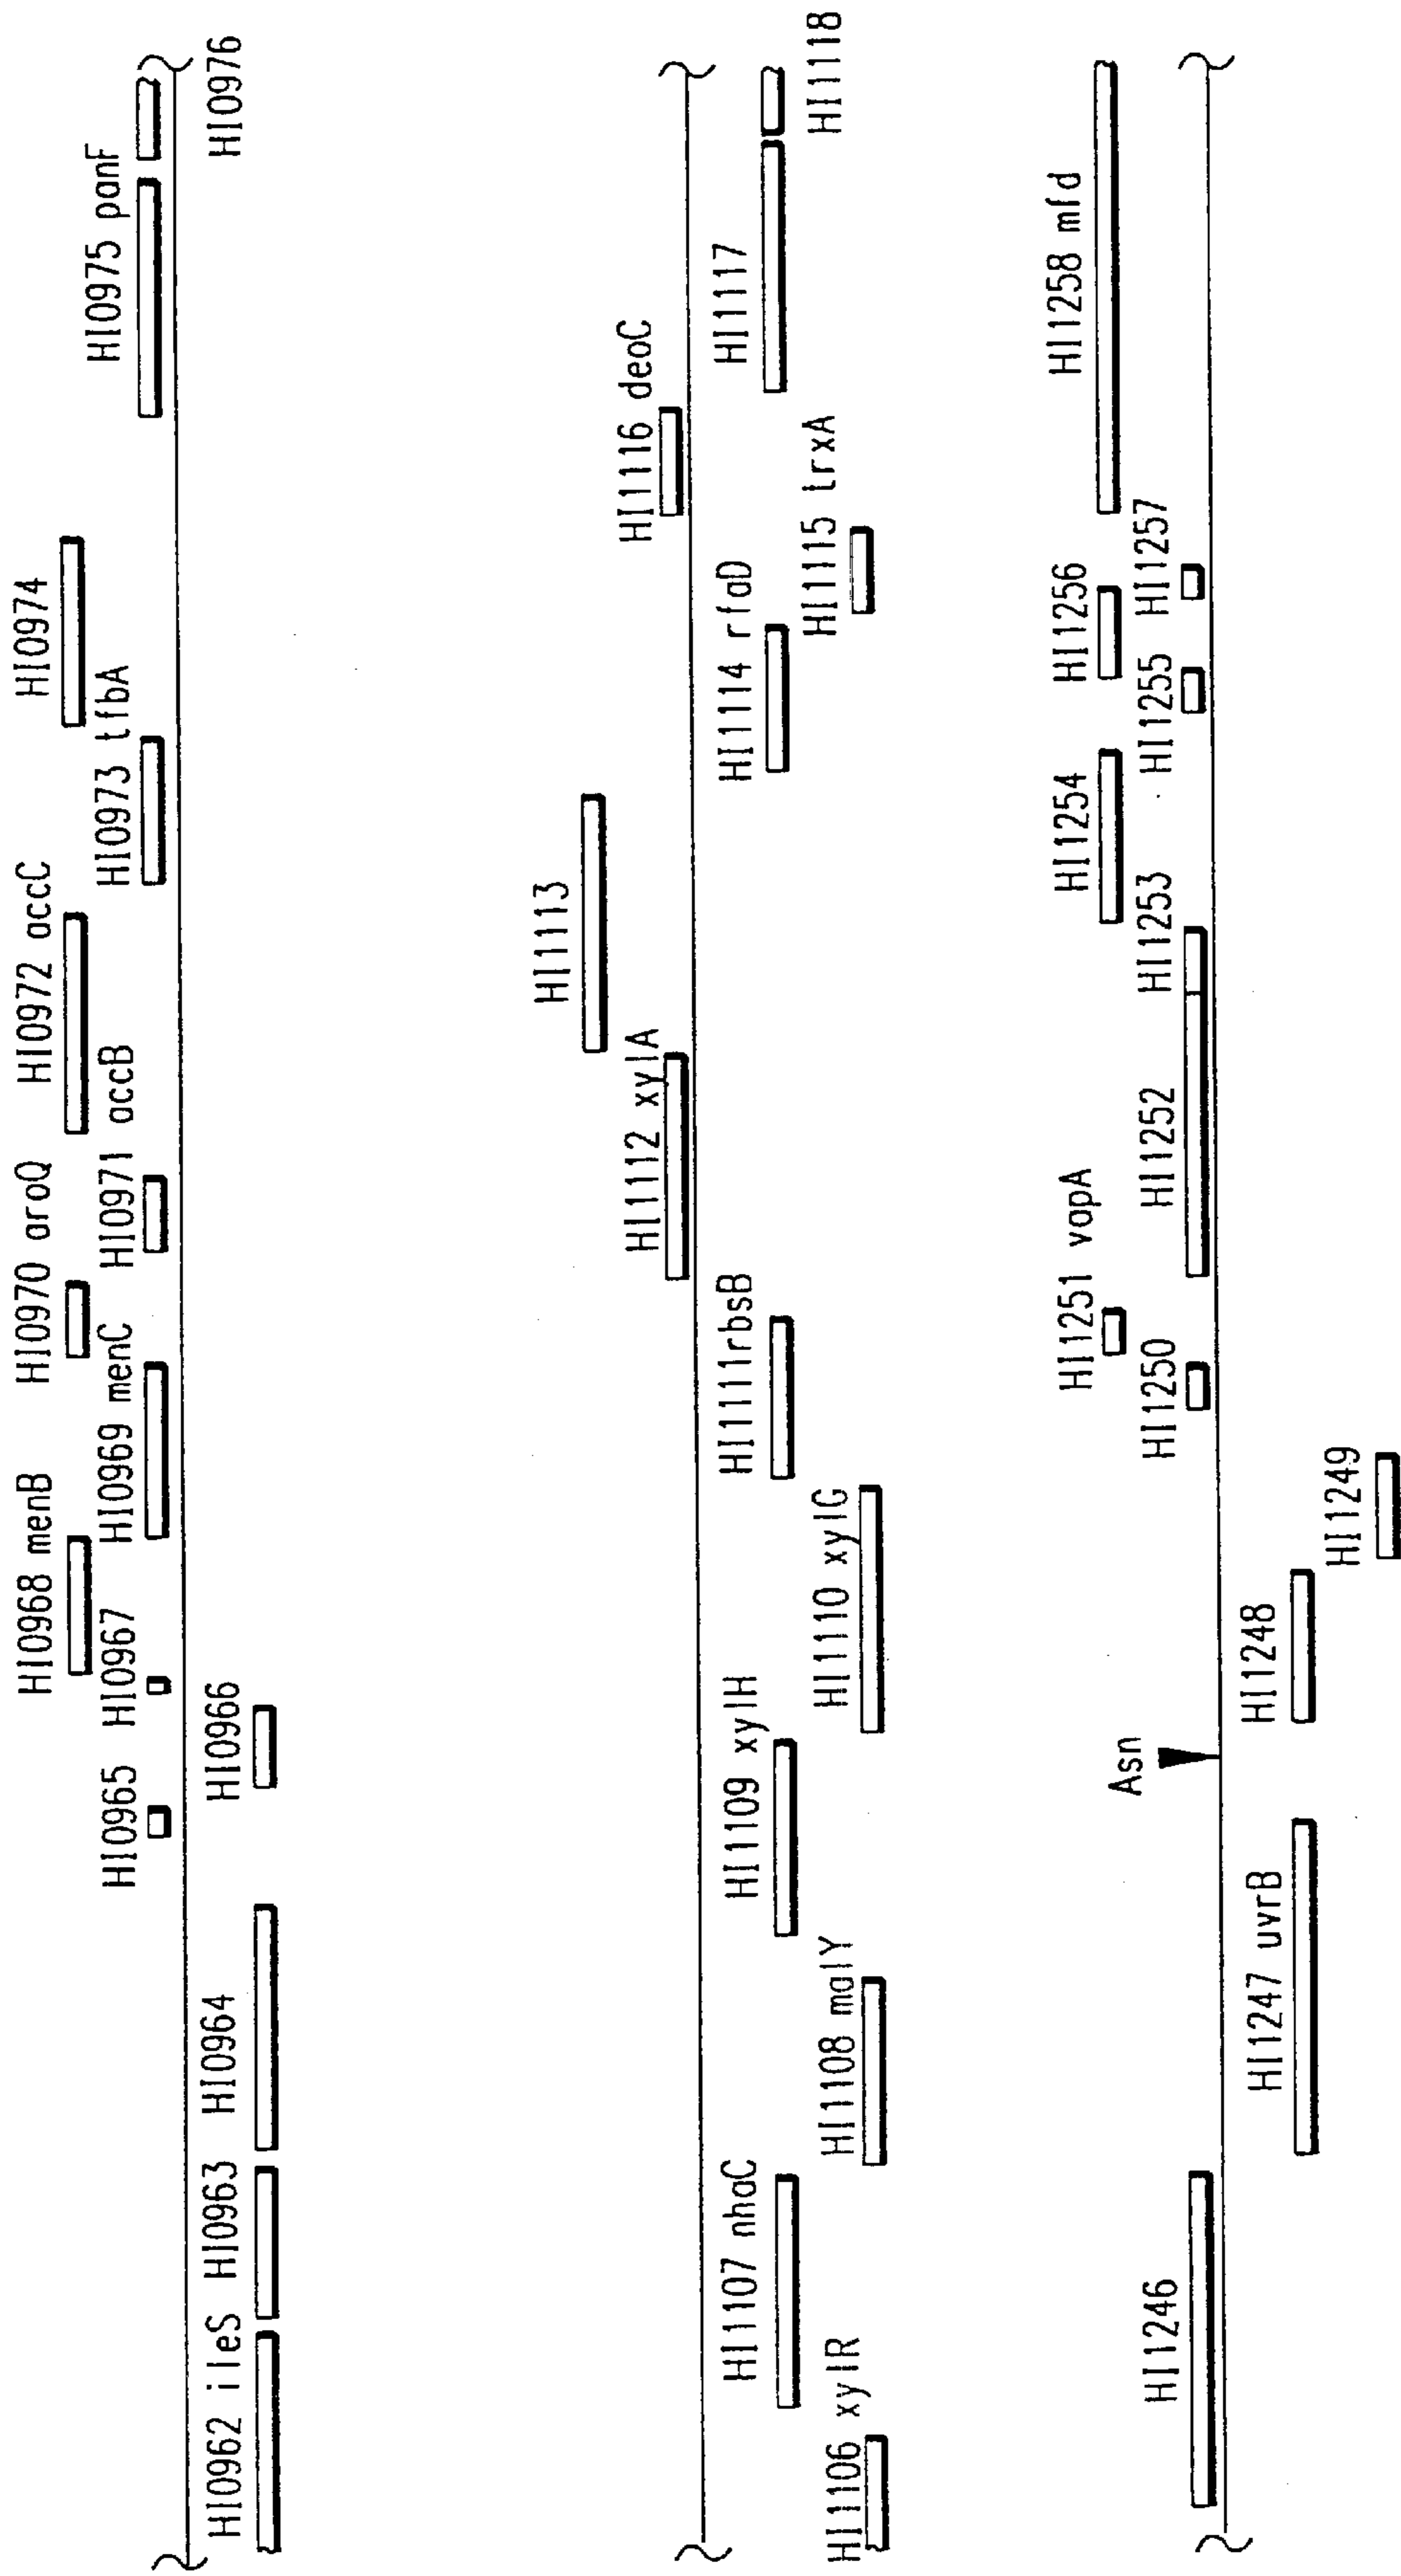 HI0962 ileS
HI0963
HI0964
HI0965
HI0966
HI0967
HI0968 menB
HI0969 menC
HI0970 aroQ
HI0971 accB
HI0972 accC
HI0973 tfbA
HI0974
HI0975 panF
HI0976
HI1106 xylR
HI1107 nhaC
HI1108 malY
HI1109 xylH
HI1110 xylG
HI1111rbsB
HI1112 xylA
HI1113
HI1114 rfaD
HI1115 trxA
HI1116 deoC
HI1117
HI1118
HI1246
HI1247 uvrB
Asn
HI1248
HI1249
HI1250
HI1251 vapA
HI1252
HI1253
HI1254
HI1255
HI1256
HI1257
HI1258 mfd